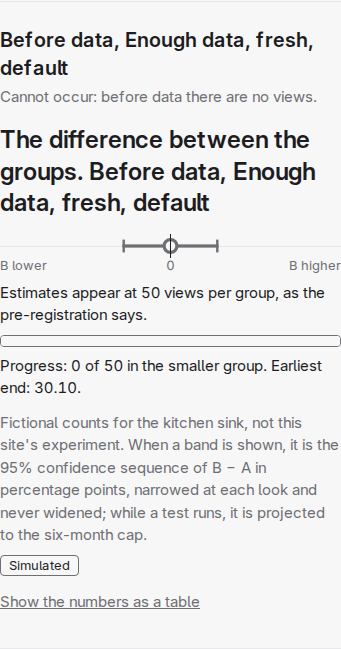 Before data, Enough data, fresh,
default
Cannot occur: before data there are no views.
The difference between the
groups. Before data, Enough
data, fresh, default
B lower 0 B higher
Estimates appear at 50 views per group, as the
pre-registration says.
Progress: 0 of 50 in the smaller group. Earliest
end: 30.10.
Fictional counts for the kitchen sink, not this
site's experiment. When a band is shown, it is the
95% confidence sequence of B − A in
percentage points, narrowed at each look and
never widened; while a test runs, it is projected
to the six-month cap.
Simulated
Show the numbers as a table